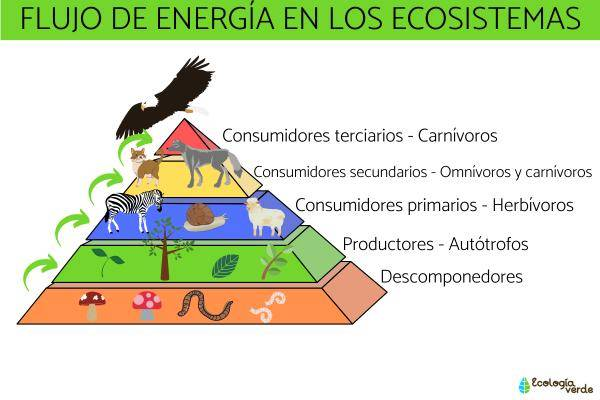 FLUJO DE ENERGÍA EN LOS ECOSISTEMAS
Consumidores terciarios - Carnívoros
Consumidores secundarios - Omnívoros y carnívoros
Consumidores primarios - Herbívoros
Productores - Autótrofos
Descomponedores
Ecología
verde